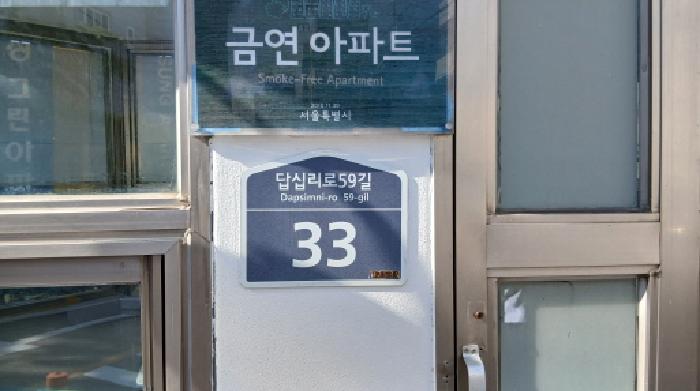 금연 아파트
Smoke-Free Apartment
서울특별시
답십리로59길
Dapsimni-ro 59-gil
33